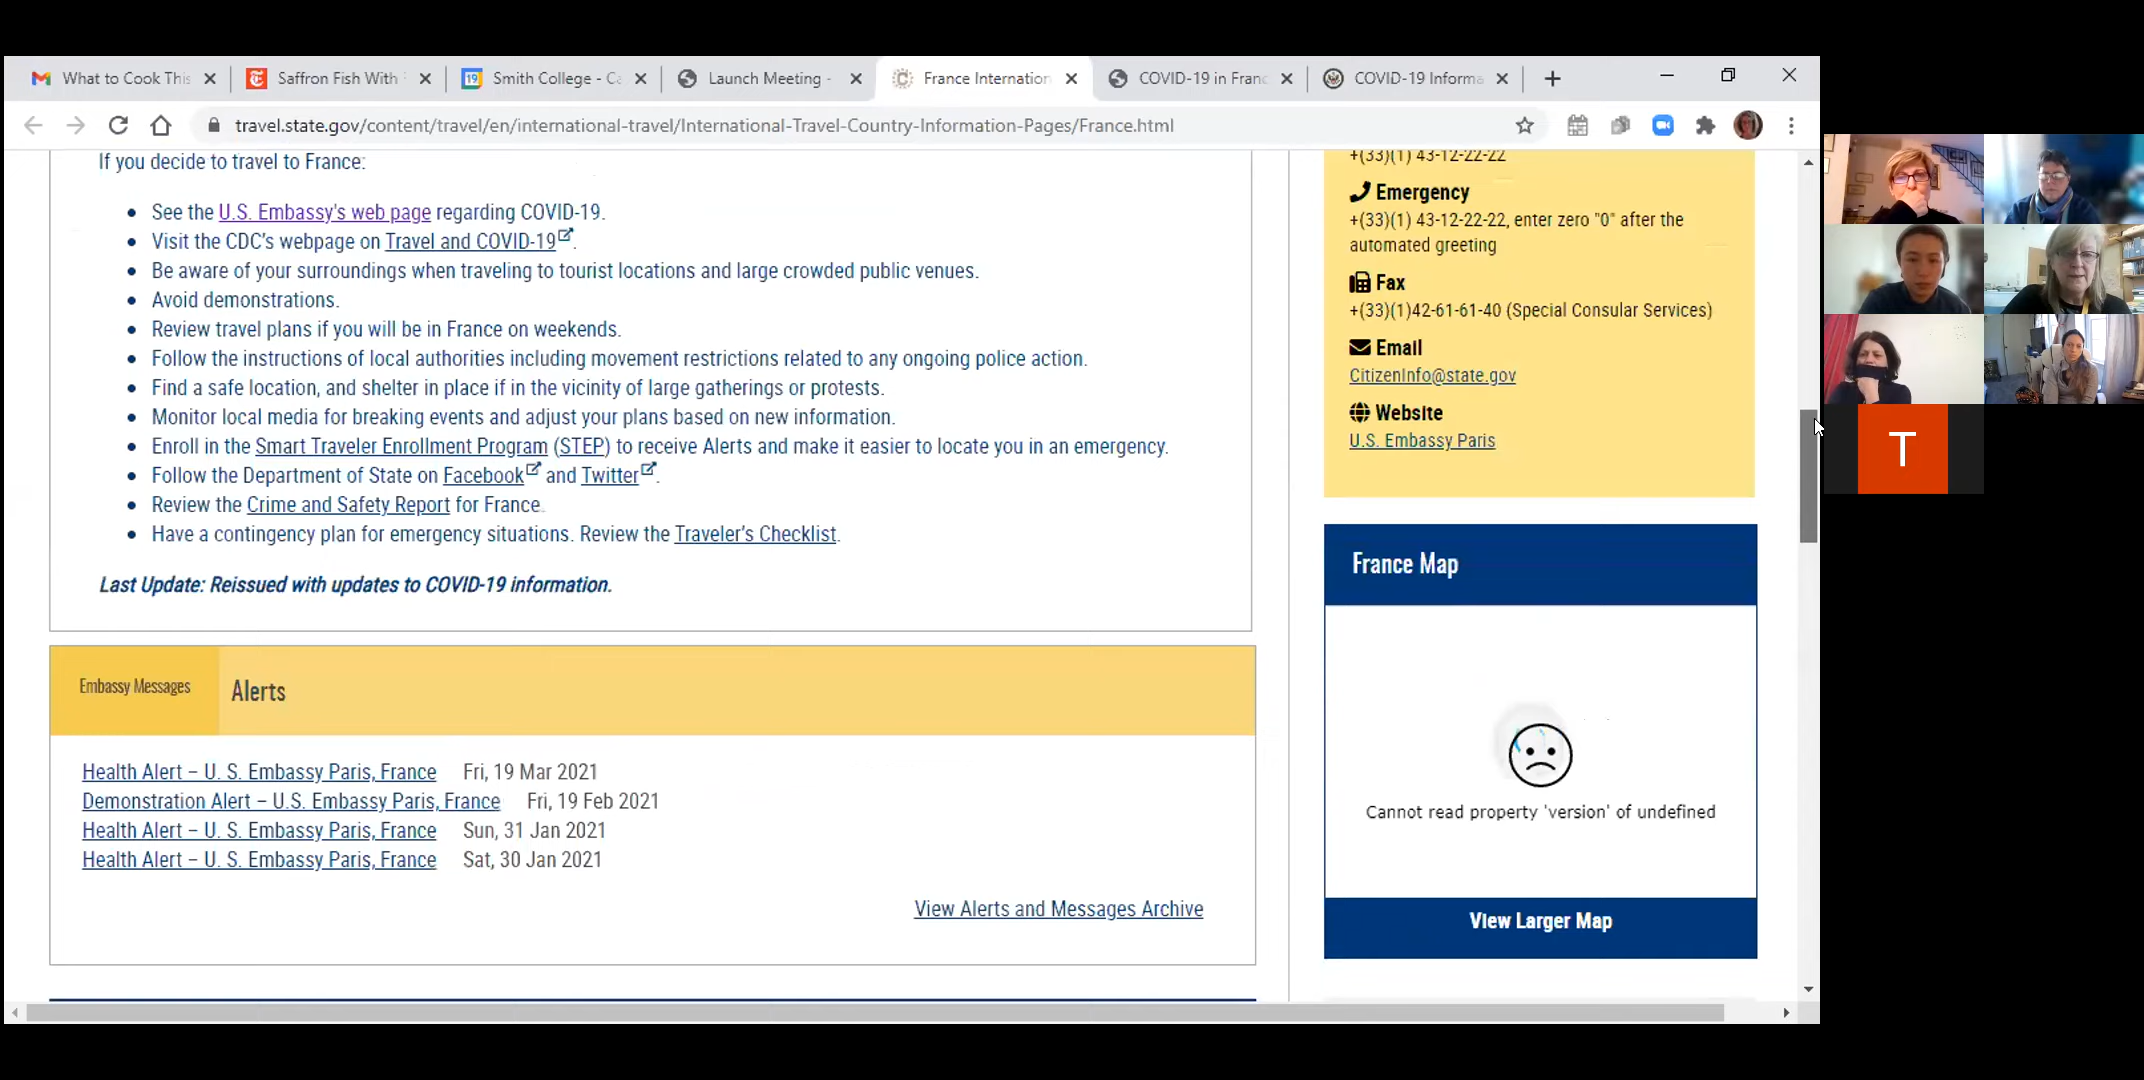 What to Cook This
Saffron Fish With
19
Smith College - Ca
Launch Meeting -
France Internation
COVID-19 in Fran
COVID-19 Informa
travel.state.gov/content/travel/en/international-travel/International-Travel-Country-Information-Pages/France.html
If you decide to travel to France:
See the U.S. Embassy's web page regarding COVID-19.
Visit the CDC's webpage on Travel and COVID-19.
Be aware of your surroundings when traveling to tourist locations and large crowded public venues.
Avoid demonstrations.
Review travel plans if you will be in France on weekends.
Follow the instructions of local authorities including movement restrictions related to any ongoing police action.
Find a safe location, and shelter in place if in the vicinity of large gatherings or protests.
Monitor local media for breaking events and adjust your plans based on new information.
Enroll in the Smart Traveler Enrollment Program (STEP) to receive Alerts and make it easier to locate you in an emergency.
Follow the Department of State on Facebook and Twitter.
Review the Crime and Safety Report for France.
Have a contingency plan for emergency situations. Review the Traveler's Checklist.
Last Update: Reissued with updates to COVID-19 information.
Embassy Messages
Alerts
Health Alert – U. S. Embassy Paris, France Fri, 19 Mar 2021
Demonstration Alert – U.S. Embassy Paris, France Fri, 19 Feb 2021
Health Alert – U. S. Embassy Paris, France Sun, 31 Jan 2021
Health Alert – U. S. Embassy Paris, France Sat, 30 Jan 2021
View Alerts and Messages Archive
+(33)(1) 43-12-22-22
Emergency
+(33)(1) 43-12-22-22, enter zero "0" after the
automated greeting
Fax
+(33)(1)42-61-61-40 (Special Consular Services)
Email
CitizenInfo@state.gov
Website
U.S. Embassy Paris
France Map
Cannot read property 'version' of undefined
View Larger Map
T